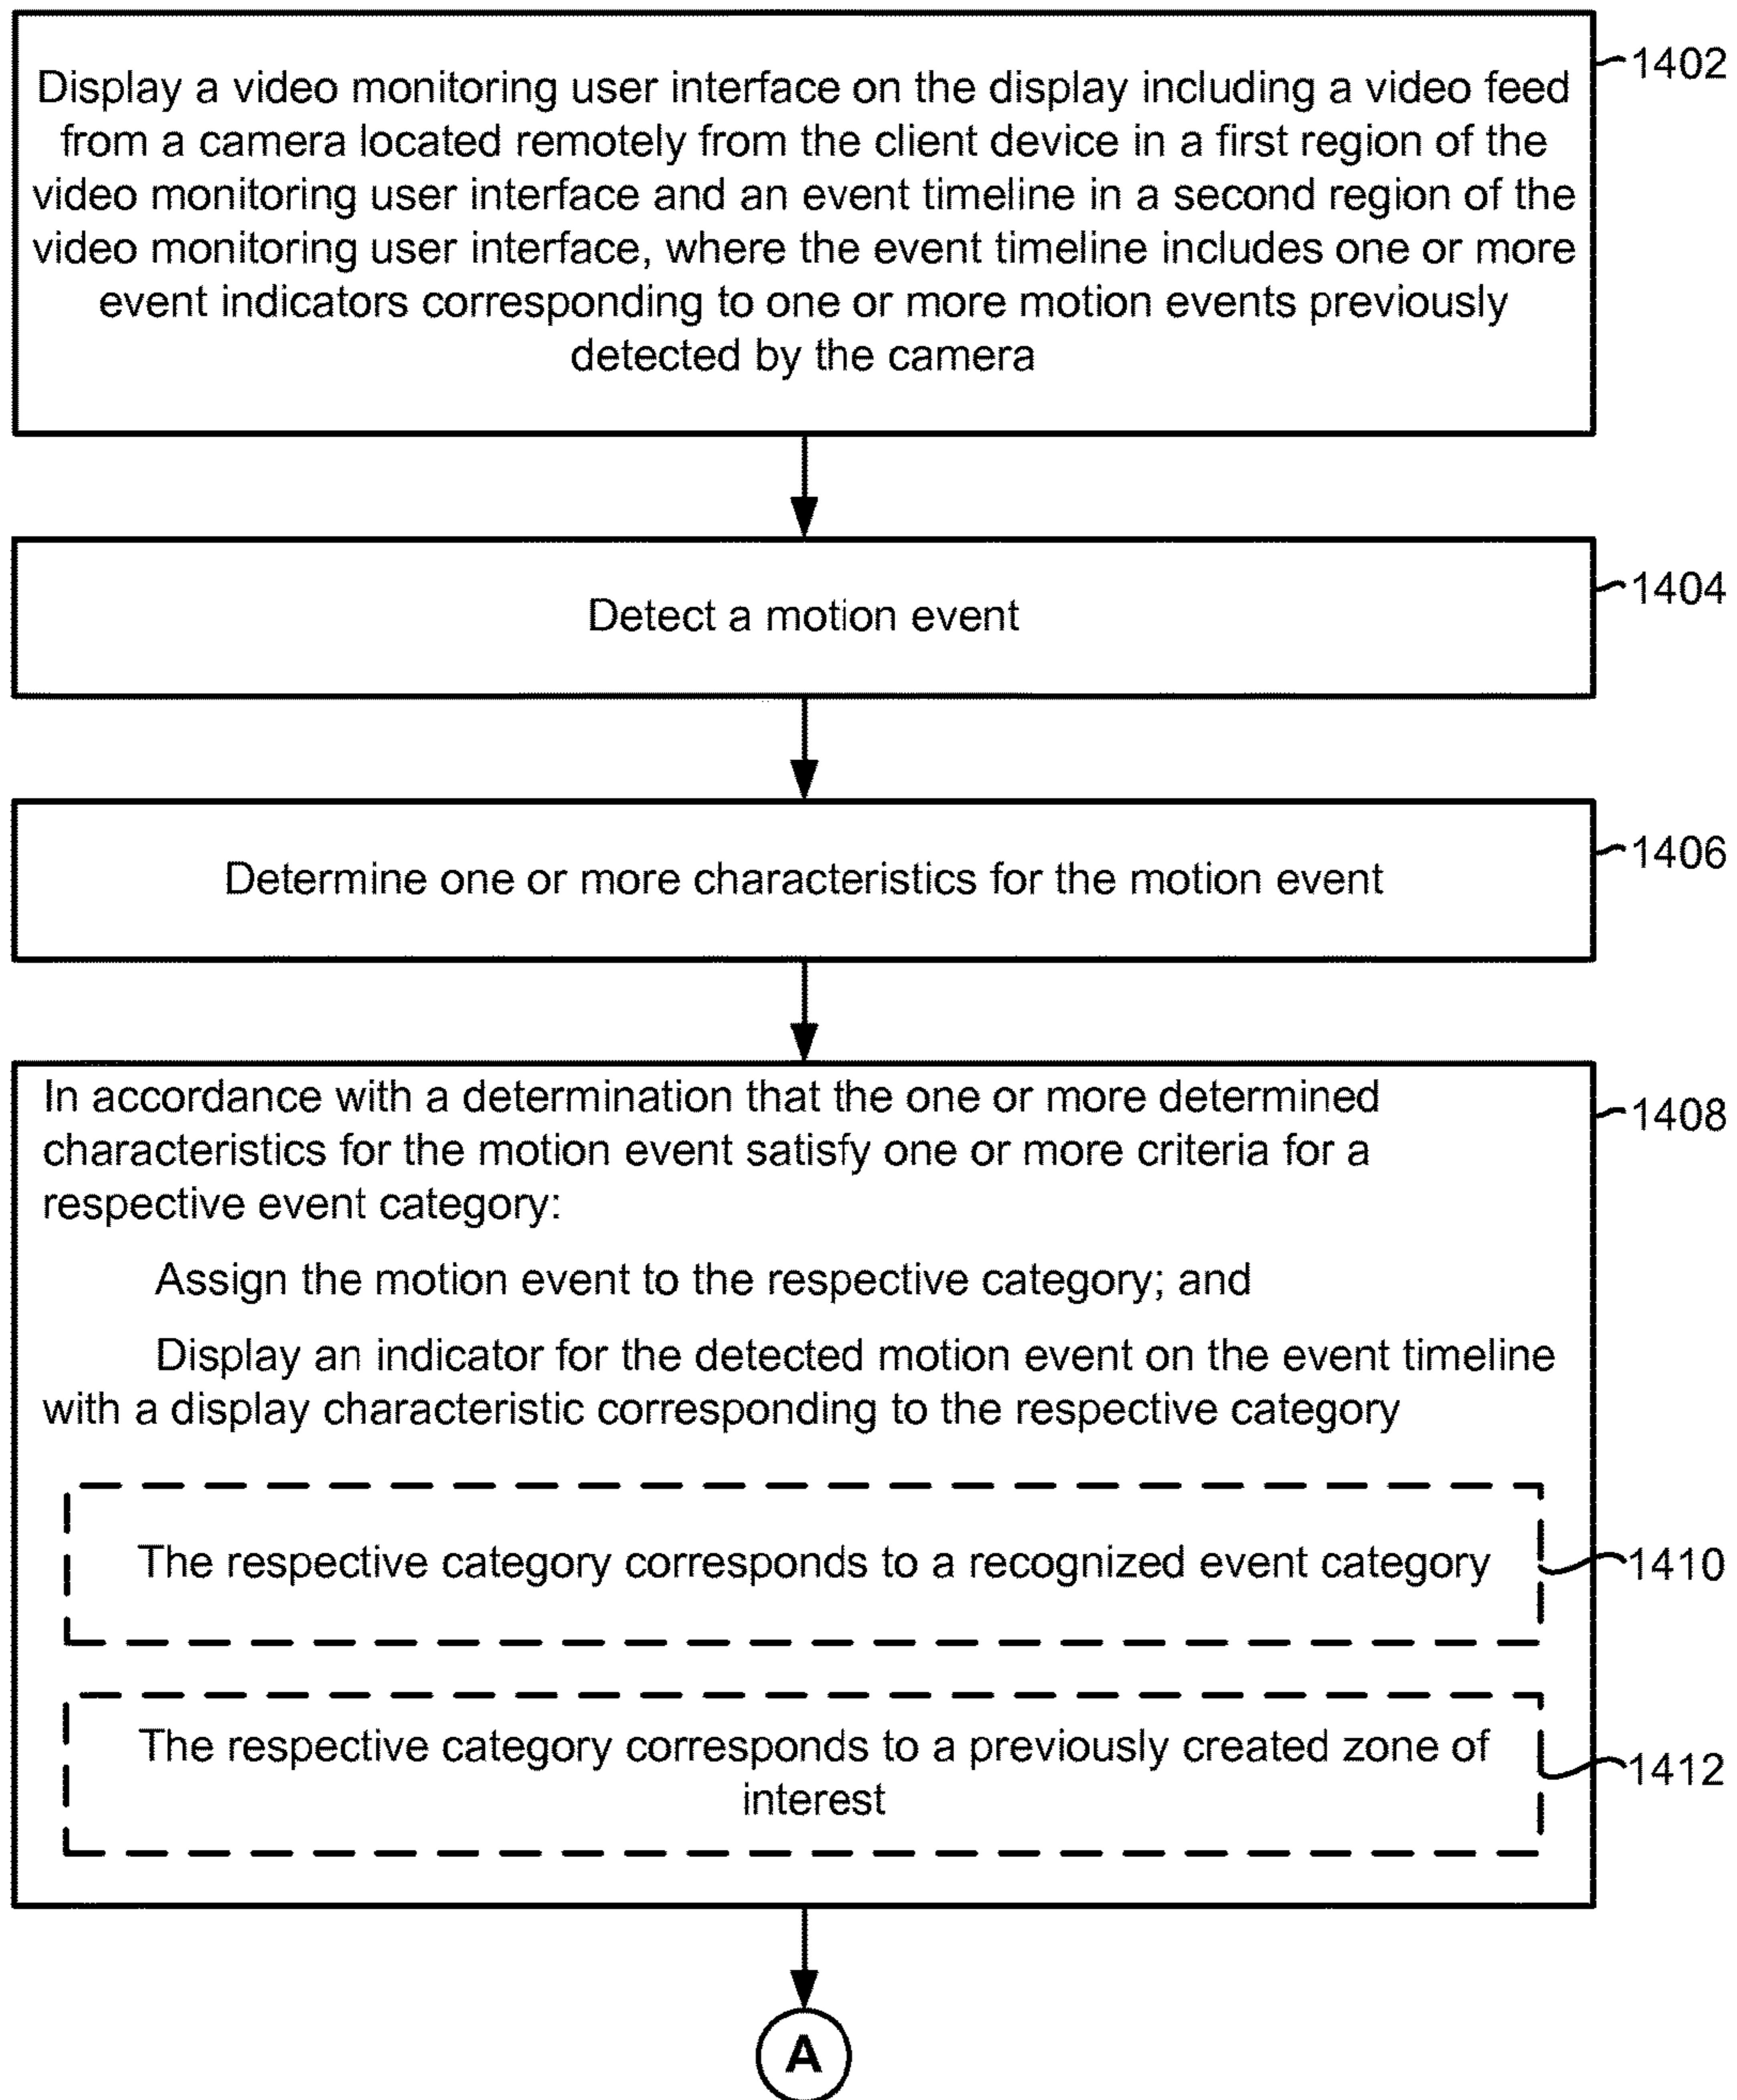 Display a video monitoring user interface on the display including a video feed
from a camera located remotely from the client device in a first region of the
video monitoring user interface and an event timeline in a second region of the
video monitoring user interface, where the event timeline includes one or more
event indicators corresponding to one or more motion events previously
detected by the camera
1402
Detect a motion event
1404
Determine one or more characteristics for the motion event
1406
In accordance with a determination that the one or more determined
characteristics for the motion event satisfy one or more criteria for a
respective event category:
Assign the motion event to the respective category; and
Display an indicator for the detected motion event on the event timeline
with a display characteristic corresponding to the respective category
1408
The respective category corresponds to a recognized event category
1410
The respective category corresponds to a previously created zone of
interest
1412
A